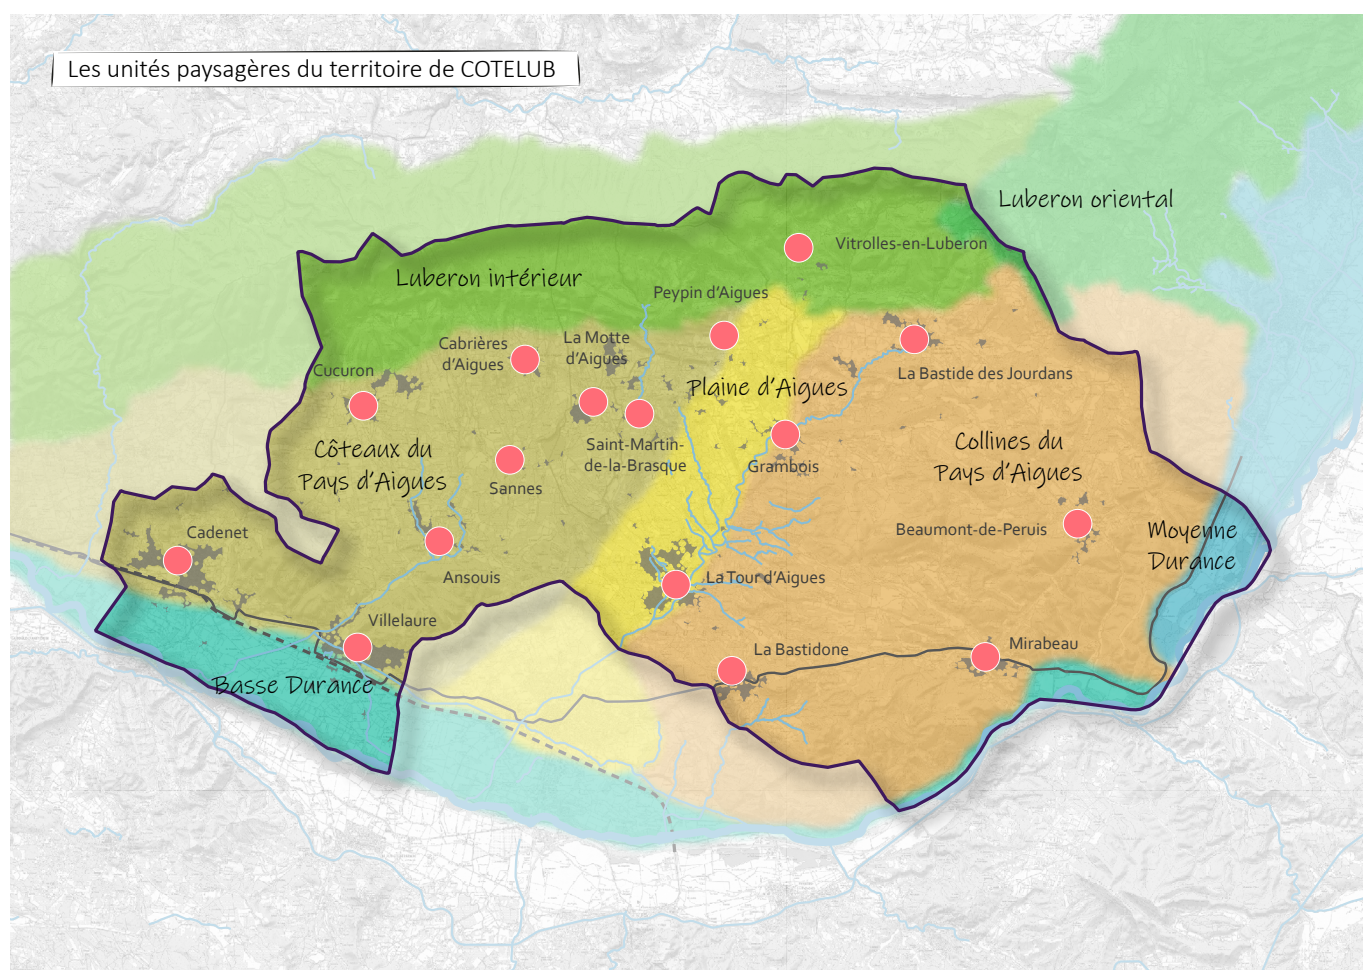 Les unités paysagères du territoire de COTELUB
Luberon oriental
Vitrolles-en-Luberon
Luberon intérieur
Peypin d'Aigues
Cabrières
d'Aigues
La Motte
d'Aigues
Cucuron
La Bastide des Jourdans
Plaine d'Aigues
Côteaux du
Pays d'Aigues
Saint-Martin-
de-la-Brasque
Sannes
Grambois
Collines du
Pays d'Aigues
Cadenet
Beaumont-de-Peruis
Moyenne
Durance
Ansouis
La Tour d'Aigues
Villelaure
La Bastidone
Mirabeau
Basse Durance